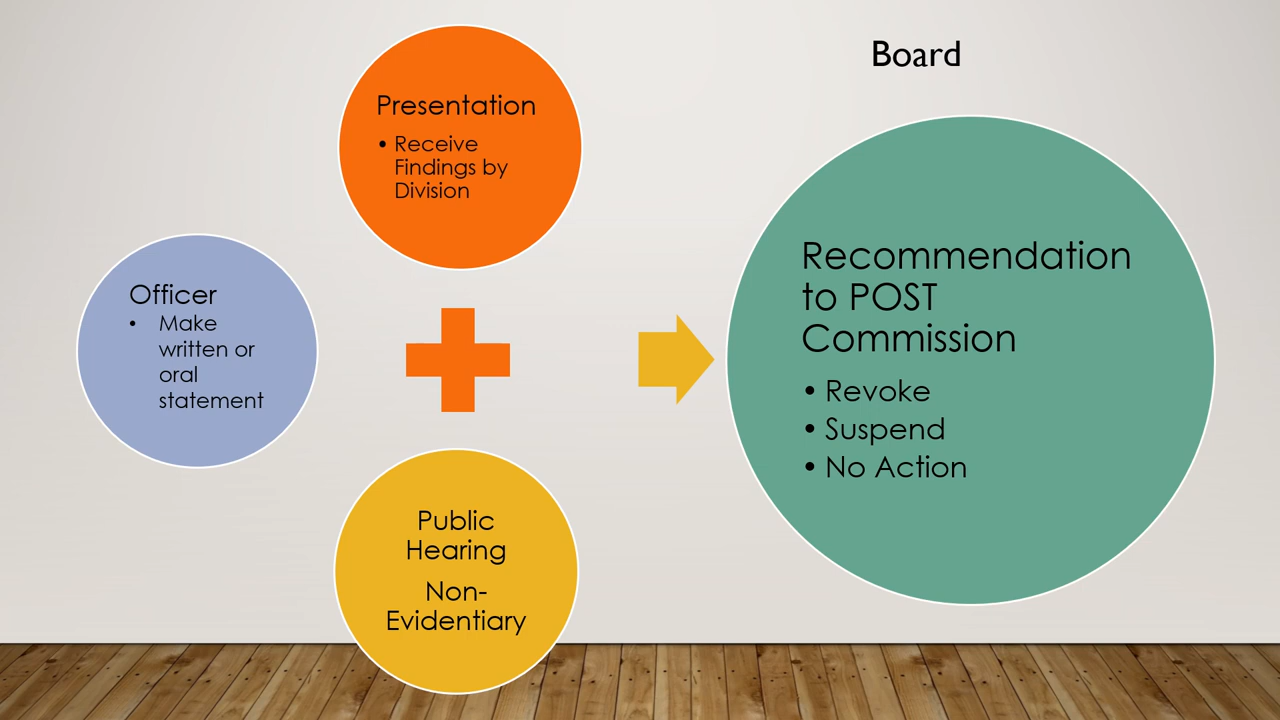 Board
Presentation
• Receive
Findings by
Division
Officer
• Make
written or
oral
statement
Public
Hearing
Non-
Evidentiary
Recommendation
to POST
Commission
• Revoke
• Suspend
• No Action